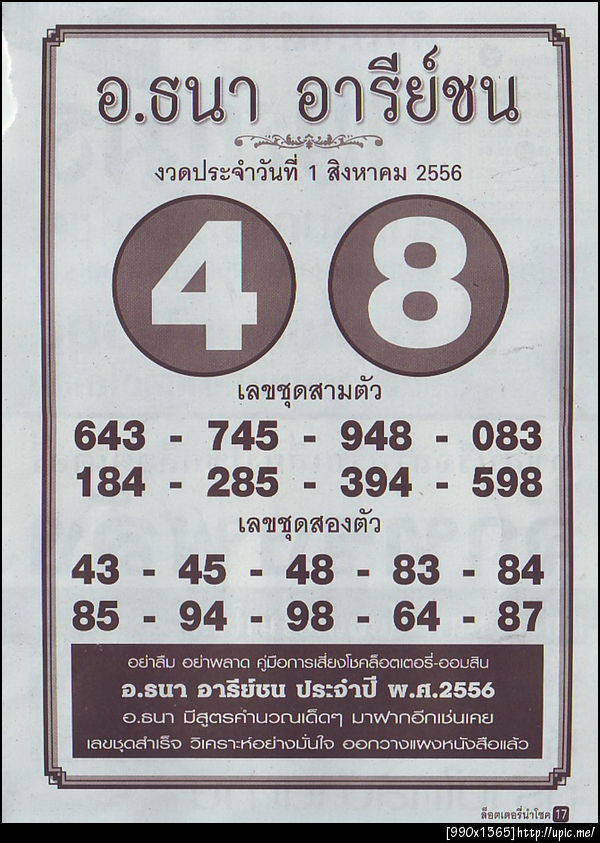 อ.ธนา อารีย์ชน
งวดประจำวันที่ 1 สิงหาคม 2556
4 8
เลขชุดสามตัว
643 - 745 - 948 - 083
184 - 285 - 394 - 598
เลขชุดสองตัว
43 - 45 - 48 - 83 - 84
85 - 94 - 98 - 64 - 87
อย่าลืม อย่าพลาด คู่มือการเสี่ยงโชคล็อตเตอรี่-ออมสิน
อ.ธนา อารีย์ชน ประจำปี พ.ศ.2556
อ.ธนา มีสูตรคำนวณเด็ดๆ มาฝากอีกเช่นเคย
เลขชุดสำเร็จ วิเคราะห์อย่างมั่นใจ ออกวางแผงหนังสือแล้ว
ล็อตเตอรี่นำโชค 17
[990x1365]http://upic.me/